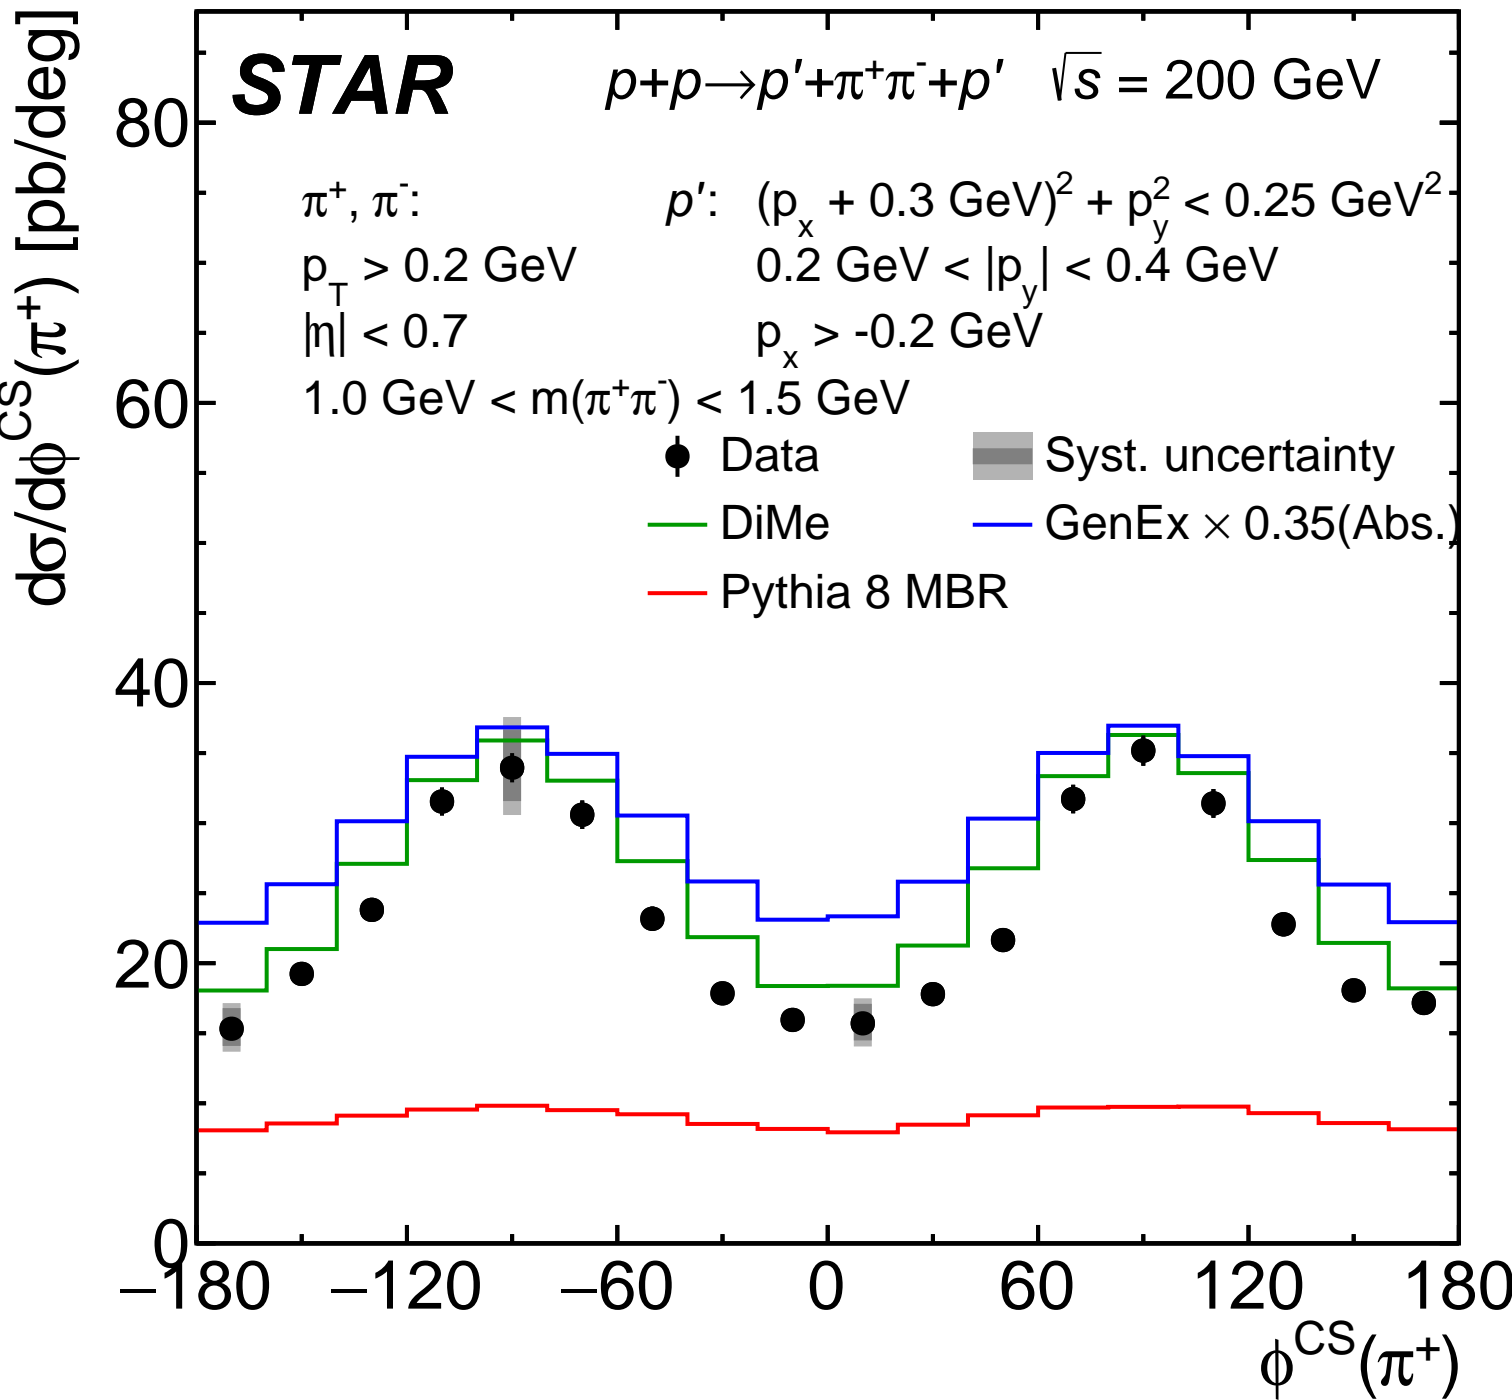 dσ/dϕ^CS(π⁺) [pb/deg]
STAR p+p→p′+π⁺π⁻+p′ √s = 200 GeV
π⁺, π⁻: p′: (p_x + 0.3 GeV)² + p_y² < 0.25 GeV²
p_T > 0.2 GeV 0.2 GeV < |p_y| < 0.4 GeV
|η| < 0.7 p_x > -0.2 GeV
1.0 GeV < m(π⁺π⁻) < 1.5 GeV
Data Syst. uncertainty
DiMe GenEx × 0.35(Abs.)
Pythia 8 MBR
80
60
40
20
0
−180 −120 −60 0 60 120 180
ϕ^CS(π⁺)